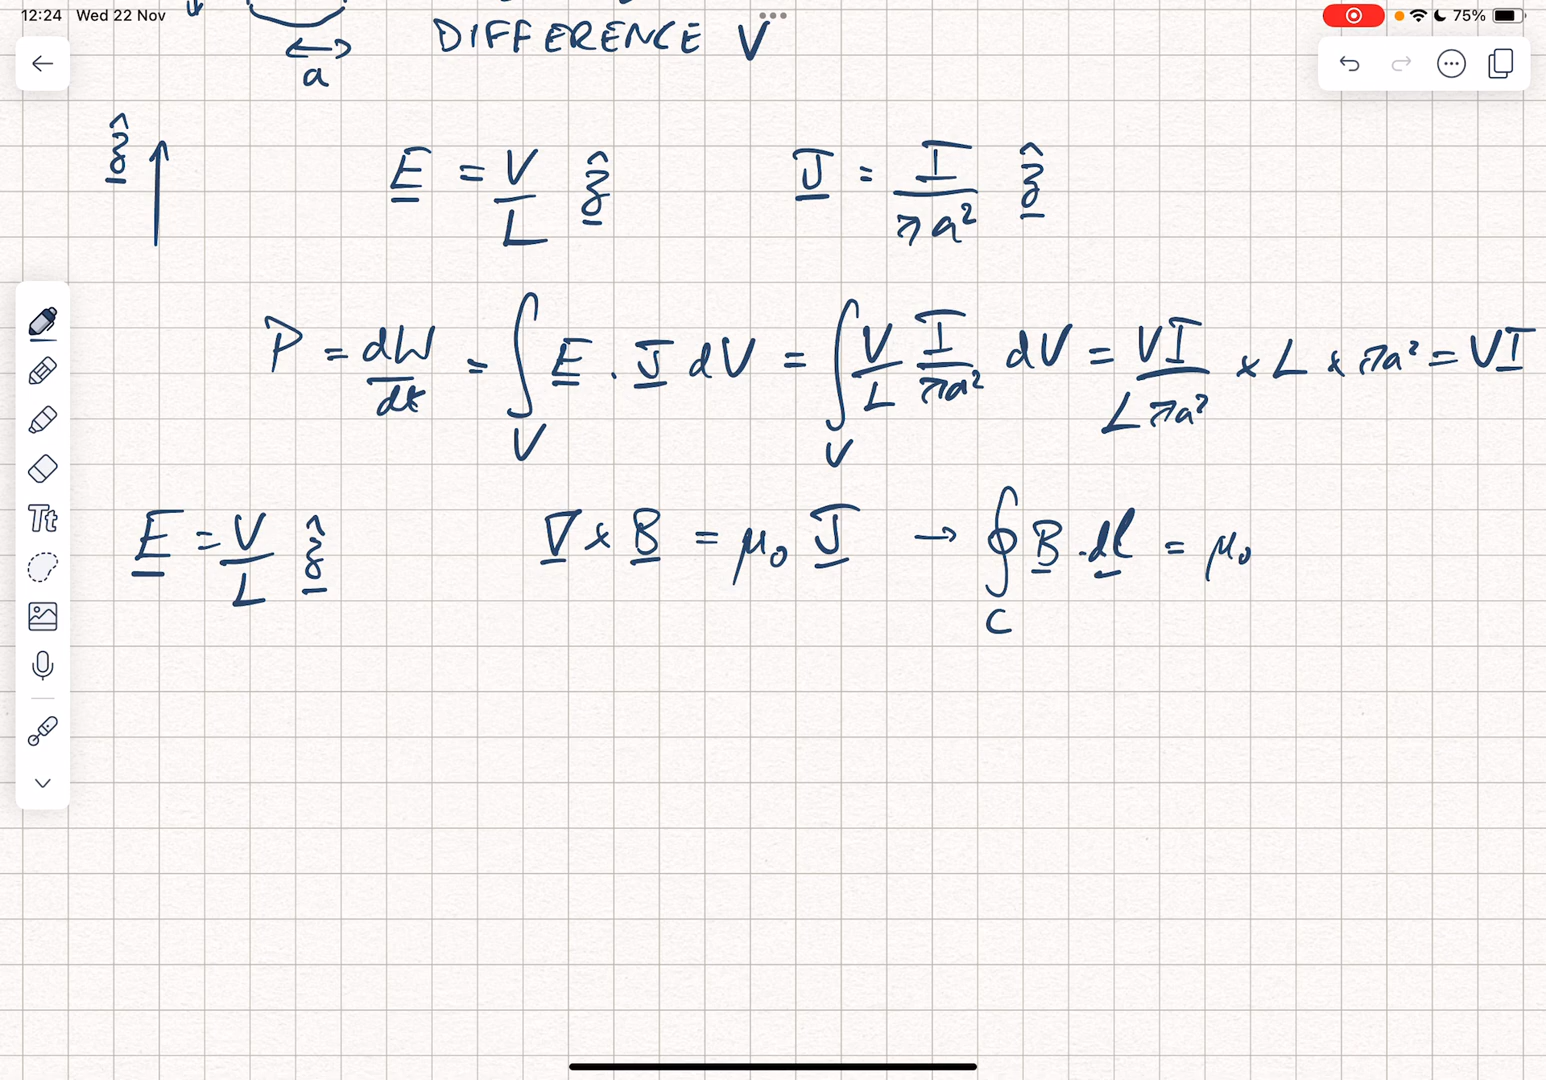 12:24 Wed 22 Nov
75%
DIFFERENCE V
a
ẑ
E = V/L ẑ
J = I/πa² ẑ
P = dW/dt = ∫_V E · J dV = ∫_V V/L I/πa² dV = VI/Lπa² × L × πa² = VI
E = V/L ẑ
∇ × B = μ₀ J → ∮_C B · dl = μ₀
Tt